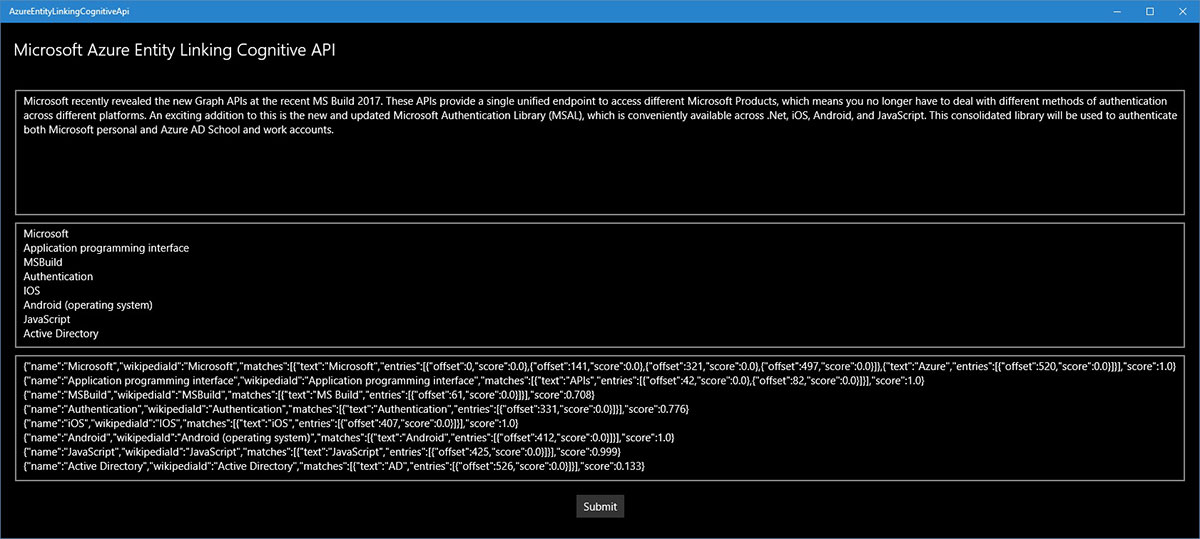 AzureEntityLinkingCognitiveApi
Microsoft Azure Entity Linking Cognitive API
Microsoft recently revealed the new Graph APIs at the recent MS Build 2017. These APIs provide a single unified endpoint to access different Microsoft Products, which means you no longer have to deal with different methods of authentication
across different platforms. An exciting addition to this is the new and updated Microsoft Authentication Library (MSAL), which is conveniently available across .Net, iOS, Android, and JavaScript. This consolidated library will be used to authenticate
both Microsoft personal and Azure AD School and work accounts.
Microsoft
Application programming interface
MSBuild
Authentication
IOS
Android (operating system)
JavaScript
Active Directory
{"name":"Microsoft","wikipediaId":"Microsoft","matches":[{"text":"Microsoft","entries":[{"offset":0,"score":0.0},{"offset":141,"score":0.0},{"offset":321,"score":0.0},{"offset":497,"score":0.0}]},{"text":"Azure","entries":[{"offset":520,"score":0.0}]}],"score":1.0}
{"name":"Application programming interface","wikipediaId":"Application programming interface","matches":[{"text":"APIs","entries":[{"offset":42,"score":0.0},{"offset":82,"score":0.0}]}],"score":1.0}
{"name":"MSBuild","wikipediaId":"MSBuild","matches":[{"text":"MS Build","entries":[{"offset":61,"score":0.0}]}],"score":0.708}
{"name":"Authentication","wikipediaId":"Authentication","matches":[{"text":"Authentication","entries":[{"offset":331,"score":0.0}]}],"score":0.776}
{"name":"iOS","wikipediaId":"IOS","matches":[{"text":"iOS","entries":[{"offset":407,"score":0.0}]}],"score":1.0}
{"name":"Android","wikipediaId":"Android (operating system)","matches":[{"text":"Android","entries":[{"offset":412,"score":0.0}]}],"score":1.0}
{"name":"JavaScript","wikipediaId":"JavaScript","matches":[{"text":"JavaScript","entries":[{"offset":425,"score":0.0}]}],"score":0.999}
{"name":"Active Directory","wikipediaId":"Active Directory","matches":[{"text":"AD","entries":[{"offset":526,"score":0.0}]}],"score":0.133}
Submit